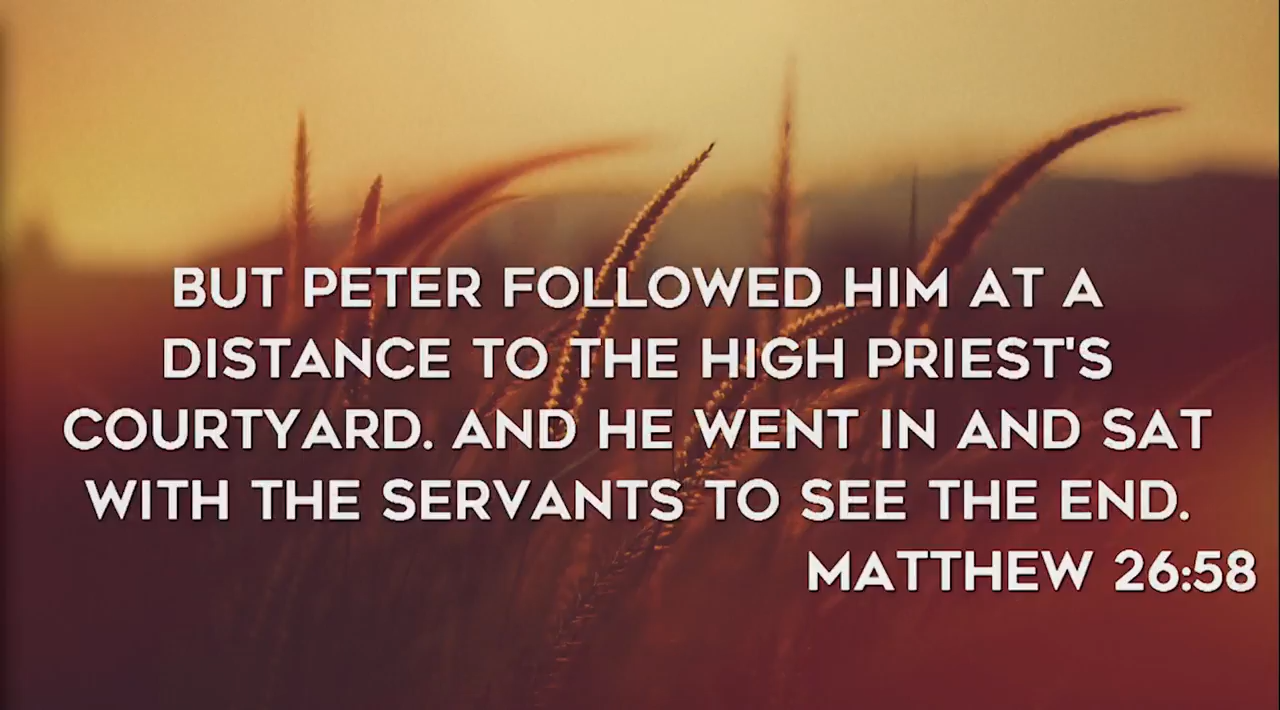 BUT PETER FOLLOWED HIM AT A
DISTANCE TO THE HIGH PRIEST'S
COURTYARD. AND HE WENT IN AND SAT
WITH THE SERVANTS TO SEE THE END.
MATTHEW 26:58